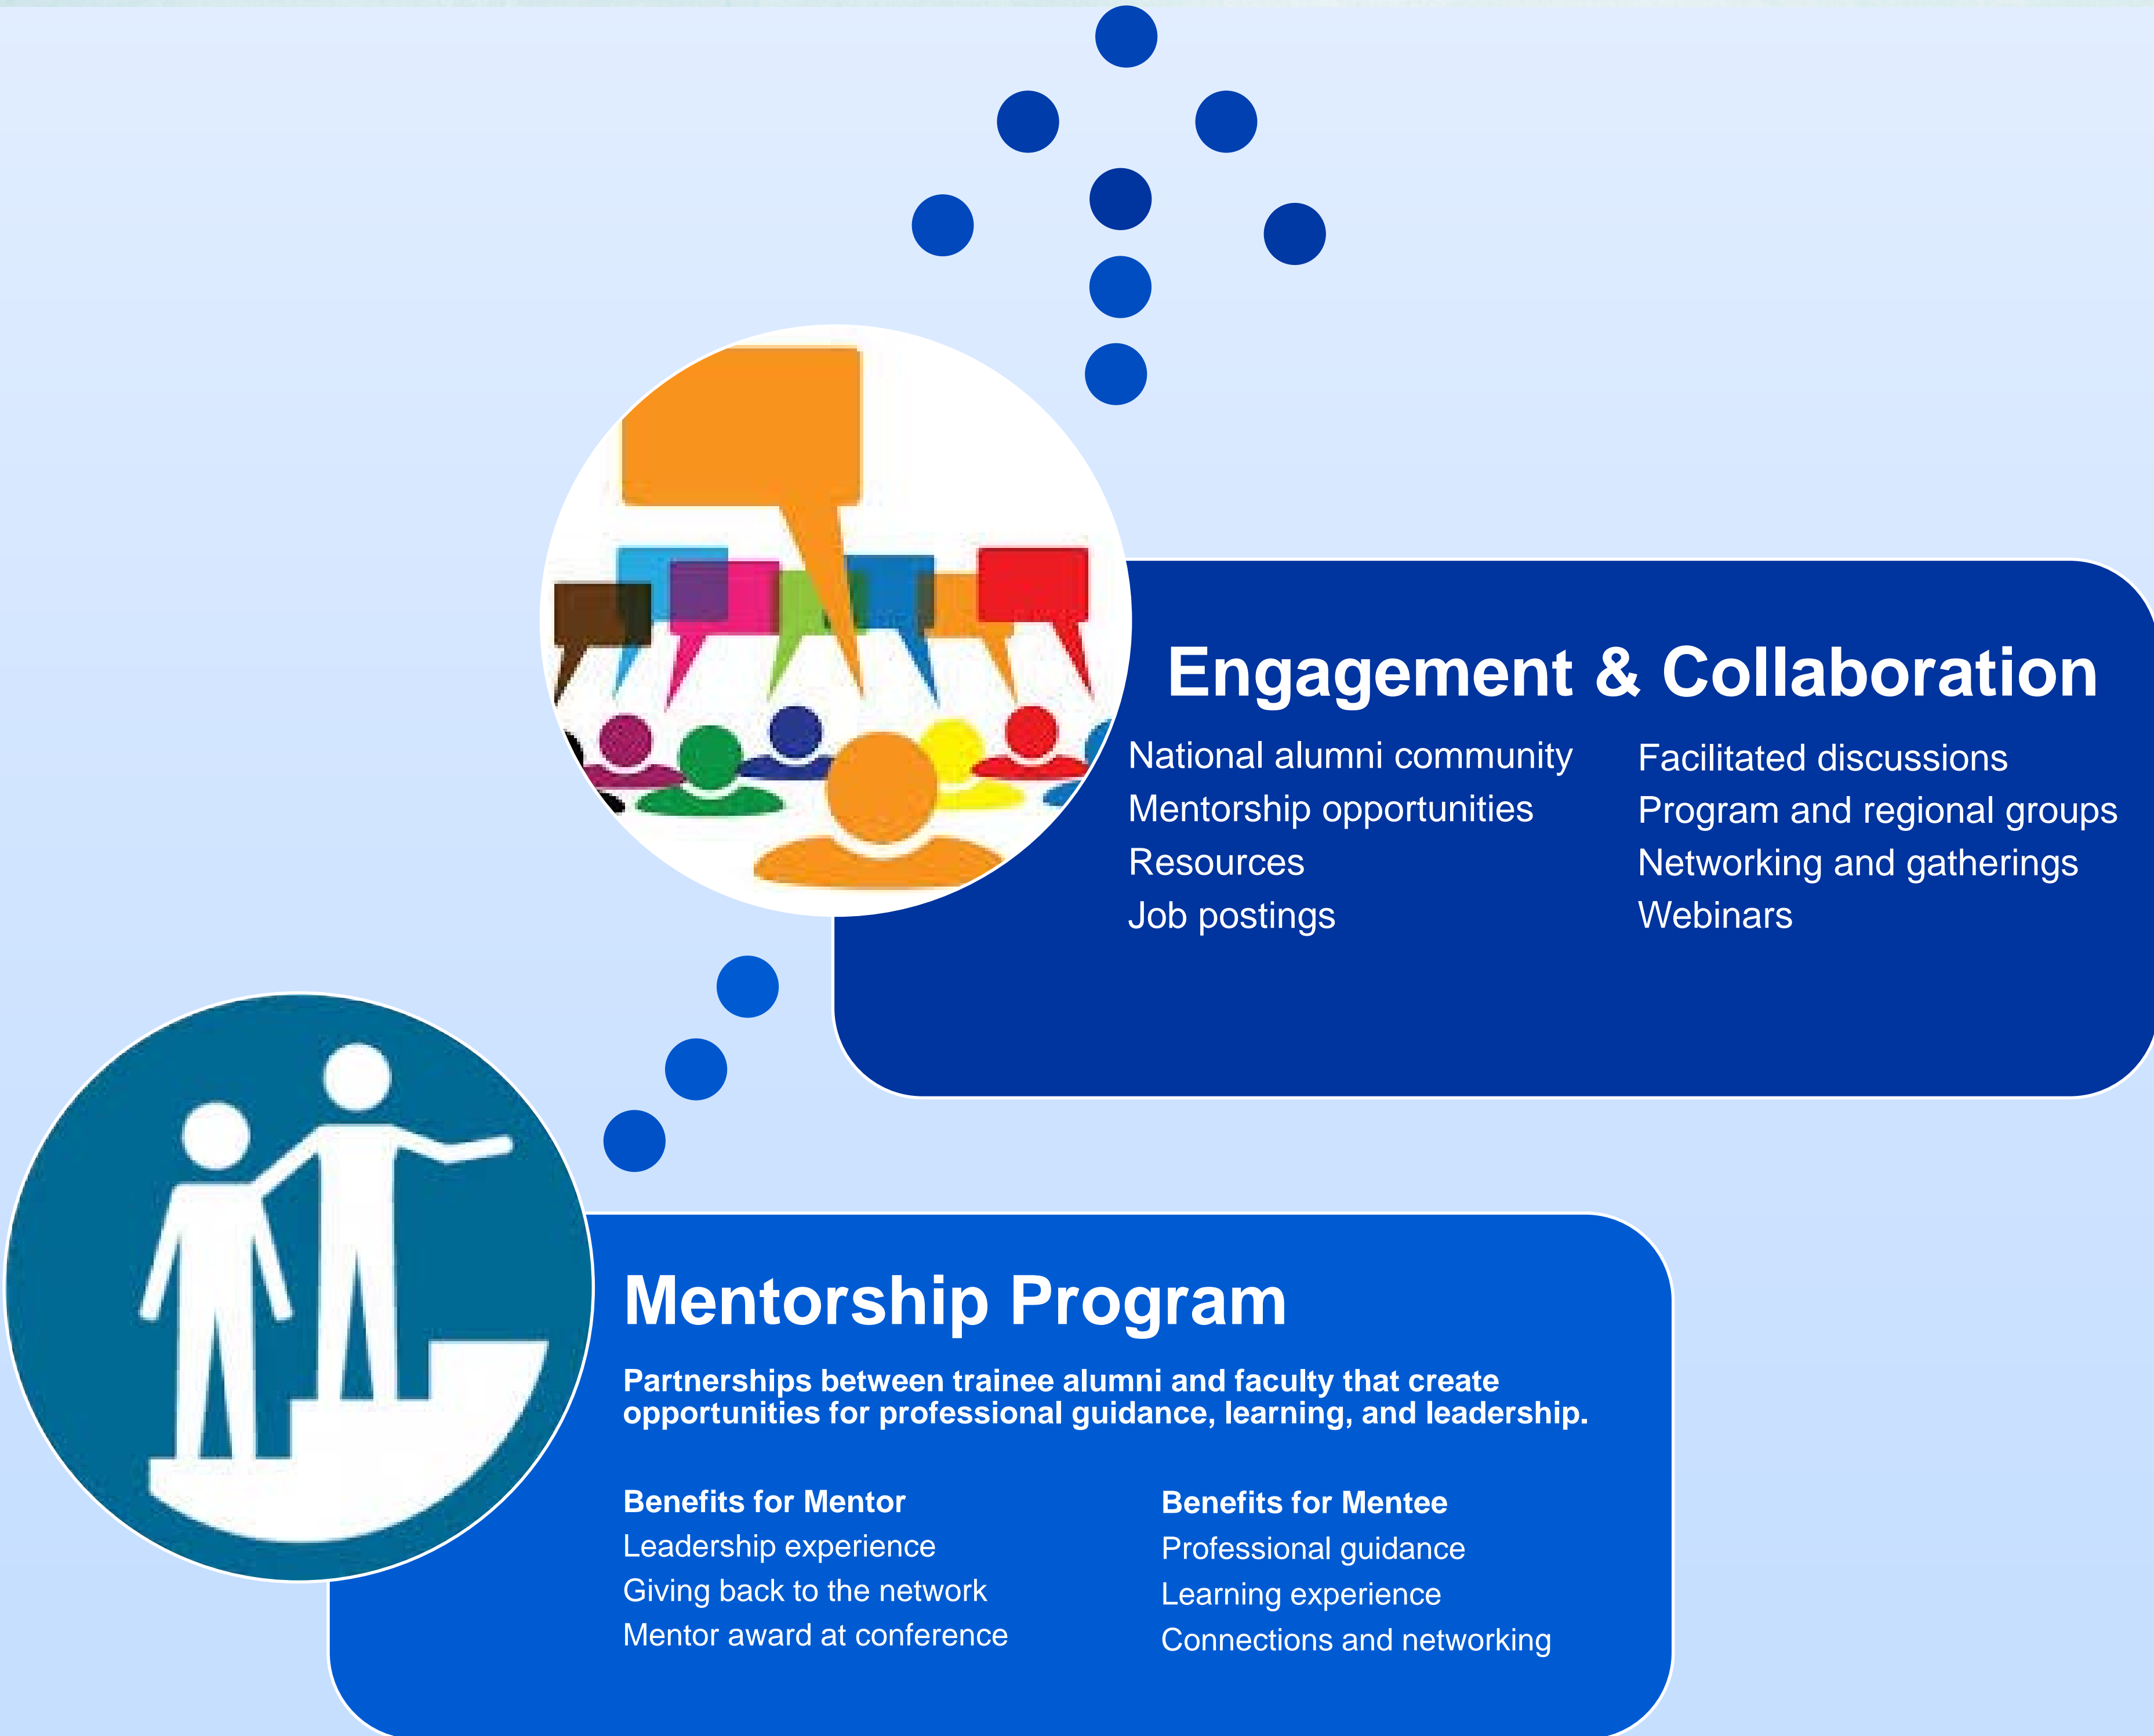 Engagement & Collaboration
National alumni community
Mentorship opportunities
Resources
Job postings
Facilitated discussions
Program and regional groups
Networking and gatherings
Webinars
Mentorship Program
Partnerships between trainee alumni and faculty that create
opportunities for professional guidance, learning, and leadership.
Benefits for Mentor
Leadership experience
Giving back to the network
Mentor award at conference
Benefits for Mentee
Professional guidance
Learning experience
Connections and networking